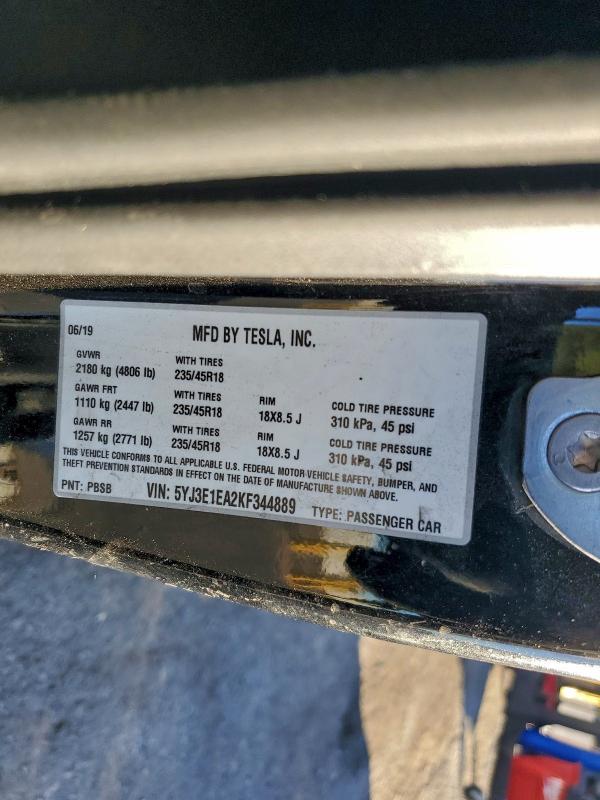 06/19 MFD BY TESLA, INC.
GVWR WITH TIRES
2180 kg (4806 lb) 235/45R18
GAWR FRT WITH TIRES RIM COLD TIRE PRESSURE
1110 kg (2447 lb) 235/45R18 18X8.5 J 310 kPa, 45 psi
GAWR RR WITH TIRES RIM COLD TIRE PRESSURE
1257 kg (2771 lb) 235/45R18 18X8.5 J 310 kPa, 45 psi
THIS VEHICLE CONFORMS TO ALL APPLICABLE U.S. FEDERAL MOTOR VEHICLE SAFETY, BUMPER, AND
THEFT PREVENTION STANDARDS IN EFFECT ON THE DATE OF MANUFACTURE SHOWN ABOVE.
PNT: PBSB VIN: 5YJ3E1EA2KF344889 TYPE: PASSENGER CAR